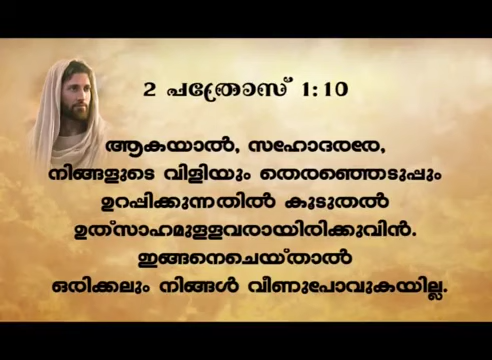 2 പത്രോസ് 1:10
ആകയാൽ, സഹോദരരേ,
നിങ്ങളുടെ വിളിയും തെരഞ്ഞെടുപ്പും
ഉറപ്പിക്കുന്നതിൽ കൂടുതൽ
ഉത്സാഹമുള്ളവരായിരിക്കുവിൻ.
ഇങ്ങനെചെയ്താൽ
ഒരിക്കലും നിങ്ങൾ വീണുപോവുകയില്ല.